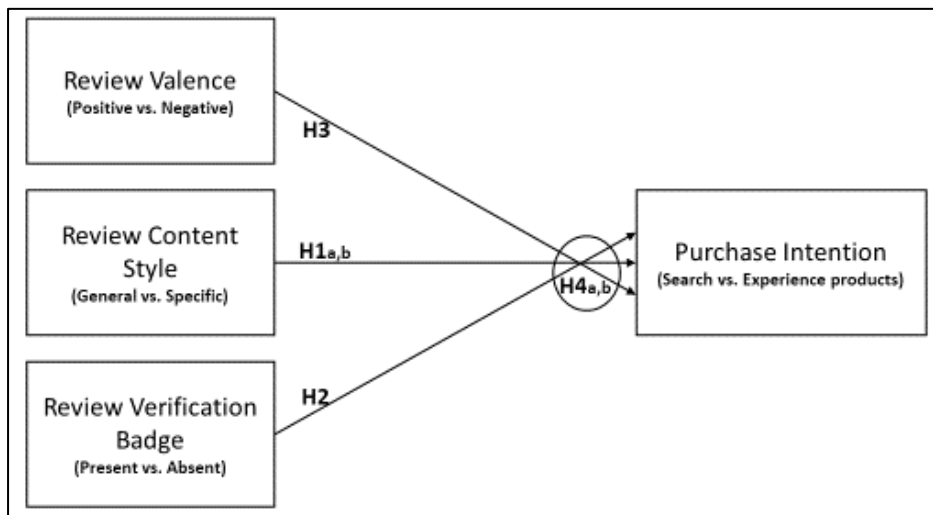 Review Valence
(Positive vs. Negative)
H3
Review Content
Style
(General vs. Specific)
H1a,b
H4a,b
Purchase Intention
(Search vs. Experience products)
H2
Review Verification
Badge
(Present vs. Absent)